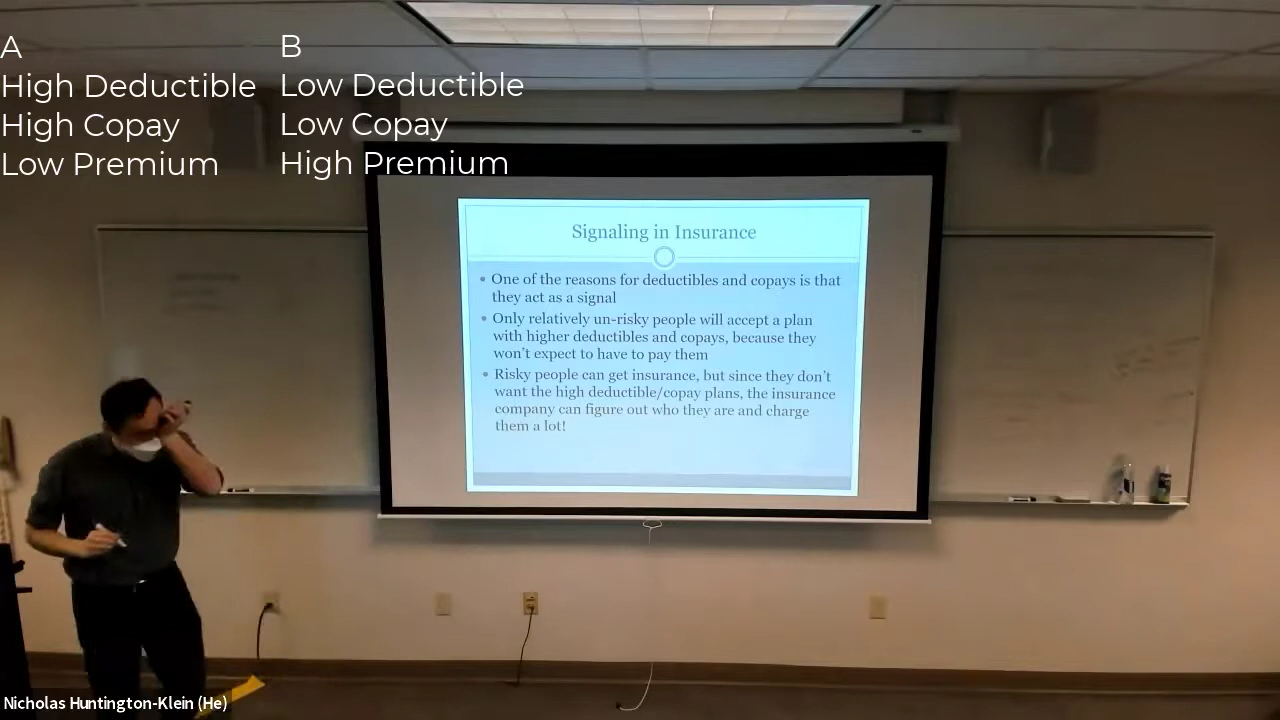 A
High Deductible
High Copay
Low Premium
B
Low Deductible
Low Copay
High Premium
Signaling in Insurance
• One of the reasons for deductibles and copays is that
they act as a signal
• Only relatively un-risky people will accept a plan
with higher deductibles and copays, because they
won't expect to have to pay them
• Risky people can get insurance, but since they don't
want the high deductible/copay plans, the insurance
company can figure out who they are and charge
them a lot!
Nicholas Huntington-Klein (He)